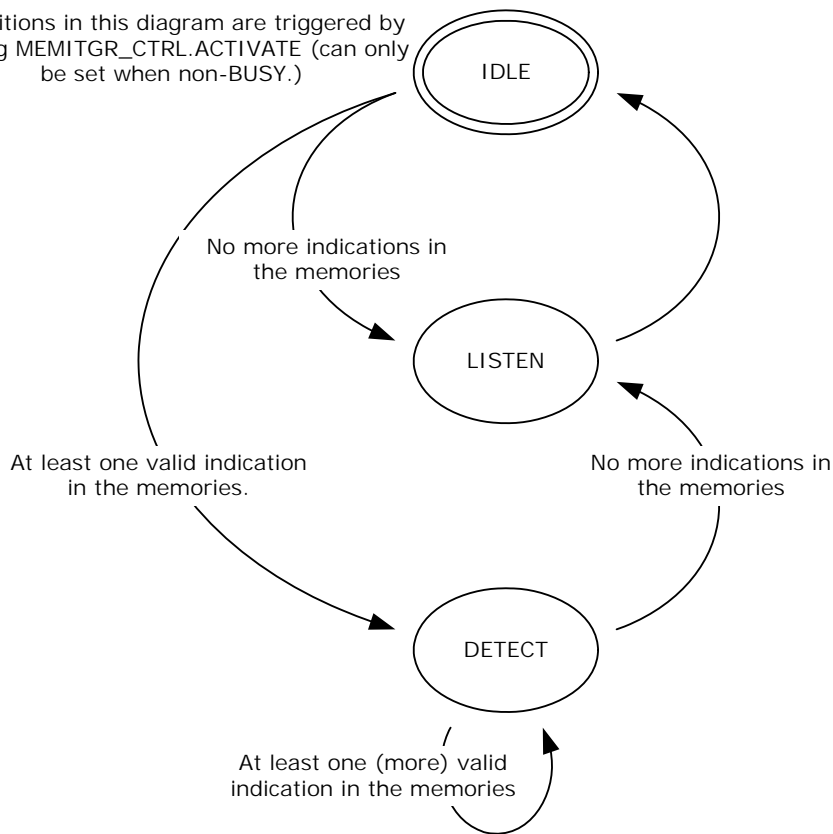 itions in this diagram are triggered by
g MEMITGR_CTRL.ACTIVATE (can only
be set when non-BUSY.)
IDLE
No more indications in
the memories
LISTEN
At least one valid indication
in the memories.
No more indications in
the memories
DETECT
At least one (more) valid
indication in the memories